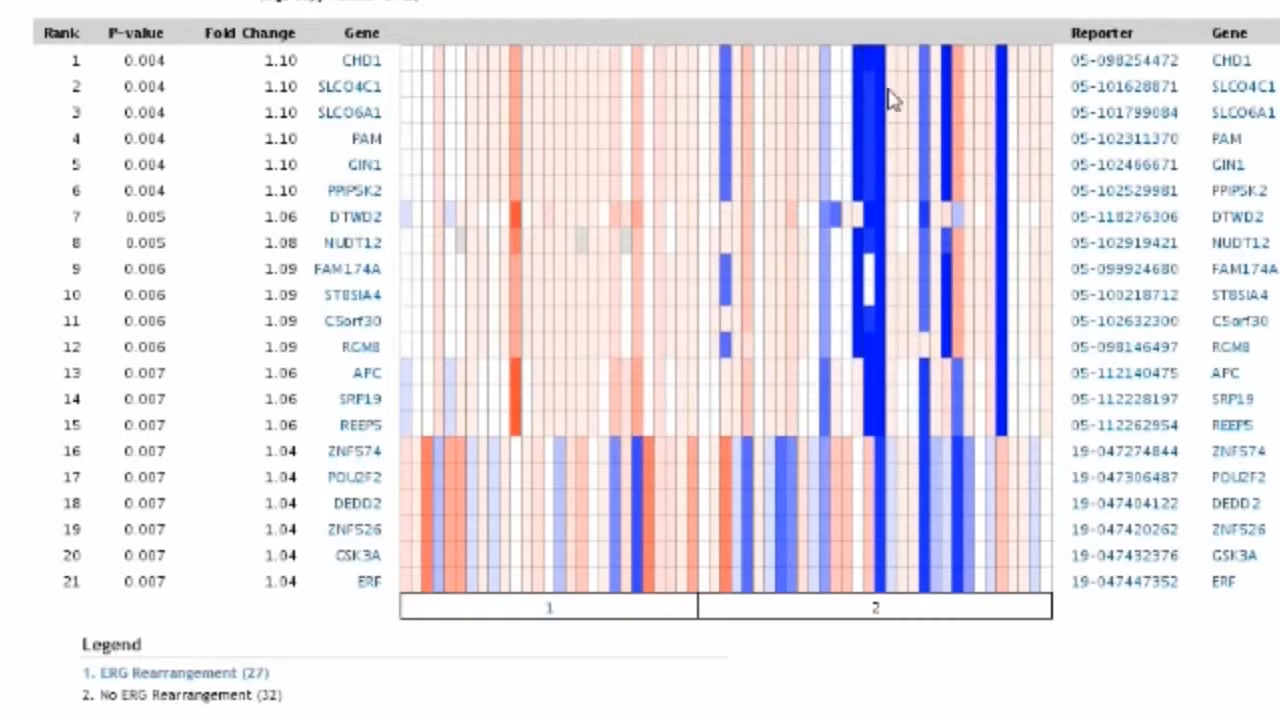 Rank P-value Fold Change Gene Reporter Gene
1 0.004 1.10 CHD1 05-098254472 CHD1
2 0.004 1.10 SLCO4C1 05-101628871 SLCO4C1
3 0.004 1.10 SLCO6A1 05-101799084 SLCO6A1
4 0.004 1.10 PAM 05-102311370 PAM
5 0.004 1.10 GIN1 05-102466671 GIN1
6 0.004 1.10 PPIP5K2 05-102529981 PPIP5K2
7 0.005 1.06 DTWD2 05-118276306 DTWD2
8 0.005 1.08 NUDT12 05-102919421 NUDT12
9 0.006 1.09 FAM174A 05-099924680 FAM174A
10 0.006 1.09 ST8SIA4 05-100218712 ST8SIA4
11 0.006 1.09 C5orf30 05-102632300 C5orf30
12 0.006 1.09 RGMB 05-098146497 RGMB
13 0.007 1.06 APC 05-112140475 APC
14 0.007 1.06 SRP19 05-112228197 SRP19
15 0.007 1.06 REEP5 05-112262954 REEP5
16 0.007 1.04 ZNF574 19-047274844 ZNF574
17 0.007 1.04 POU2F2 19-047306487 POU2F2
18 0.007 1.04 DEDD2 19-047404122 DEDD2
19 0.007 1.04 ZNF526 19-047420262 ZNF526
20 0.007 1.04 GSK3A 19-047432376 GSK3A
21 0.007 1.04 ERF 19-047447352 ERF
1 2
Legend
1. ERG Rearrangement (27)
2. No ERG Rearrangement (32)